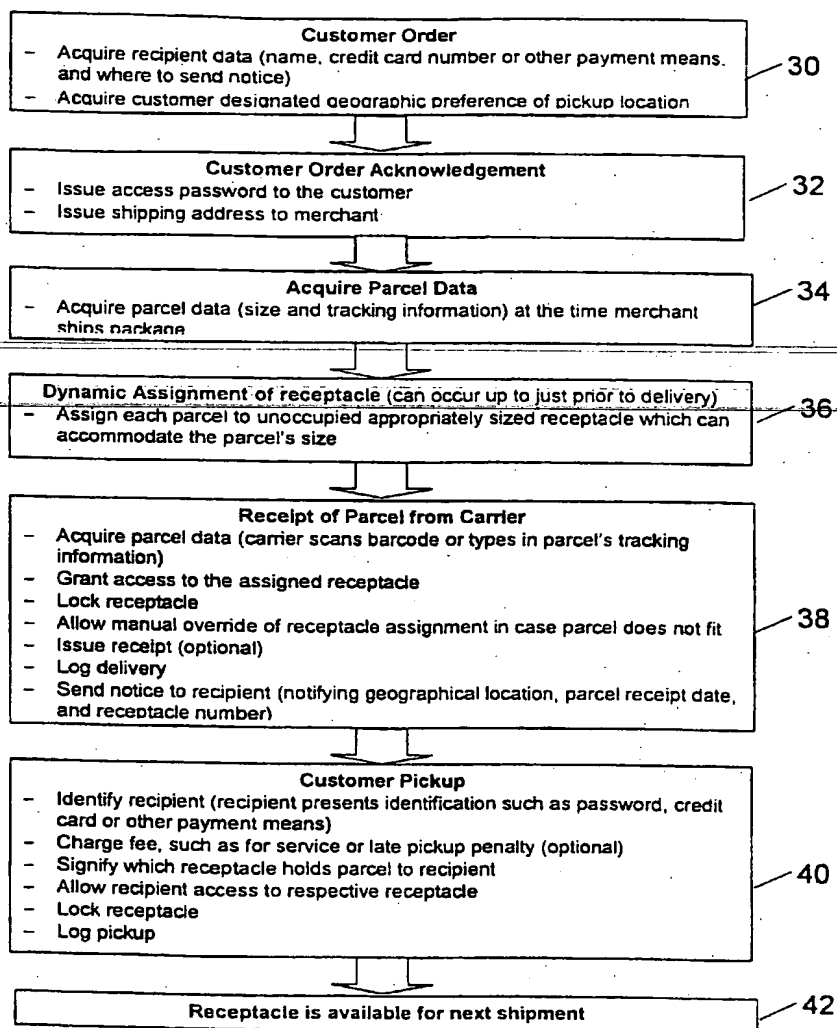 Customer Order
– Acquire recipient data (name, credit card number or other payment means. and where to send notice)
– Acquire customer designated geographic preference of pickup location
30
Customer Order Acknowledgement
– Issue access password to the customer
– Issue shipping address to merchant
32
Acquire Parcel Data
– Acquire parcel data (size and tracking information) at the time merchant ships package
34
Dynamic Assignment of receptacle (can occur up to just prior to delivery)
– Assign each parcel to unoccupied appropriately sized receptacle which can accommodate the parcel's size
36
Receipt of Parcel from Carrier
– Acquire parcel data (carrier scans barcode or types in parcel's tracking information)
– Grant access to the assigned receptacle
– Lock receptacle
– Allow manual override of receptacle assignment in case parcel does not fit
– Issue receipt (optional)
– Log delivery
– Send notice to recipient (notifying geographical location, parcel receipt date, and receptacle number)
38
Customer Pickup
– Identify recipient (recipient presents identification such as password, credit card or other payment means)
– Charge fee, such as for service or late pickup penalty (optional)
– Signify which receptacle holds parcel to recipient
– Allow recipient access to respective receptacle
– Lock receptacle
– Log pickup
40
Receptacle is available for next shipment
42